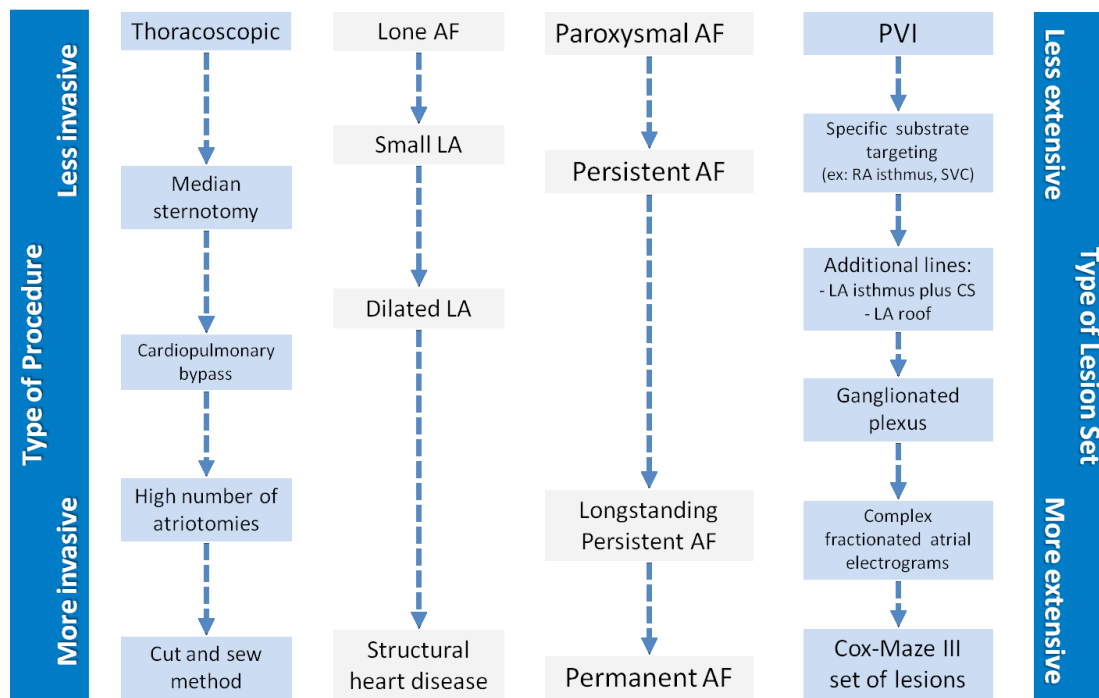 Type of Procedure
Less invasive
More invasive
Thoracoscopic
Median
sternotomy
Cardiopulmonary
bypass
High number of
atriotomies
Cut and sew
method
Lone AF
Small LA
Dilated LA
Structural
heart disease
Paroxysmal AF
Persistent AF
Longstanding
Persistent AF
Permanent AF
PVI
Specific substrate
targeting
(ex: RA isthmus, SVC)
Additional lines:
- LA isthmus plus CS
- LA roof
Ganglionated
plexus
Complex
fractionated atrial
electrograms
Cox-Maze III
set of lesions
Less extensive
More extensive
Type of Lesion Set